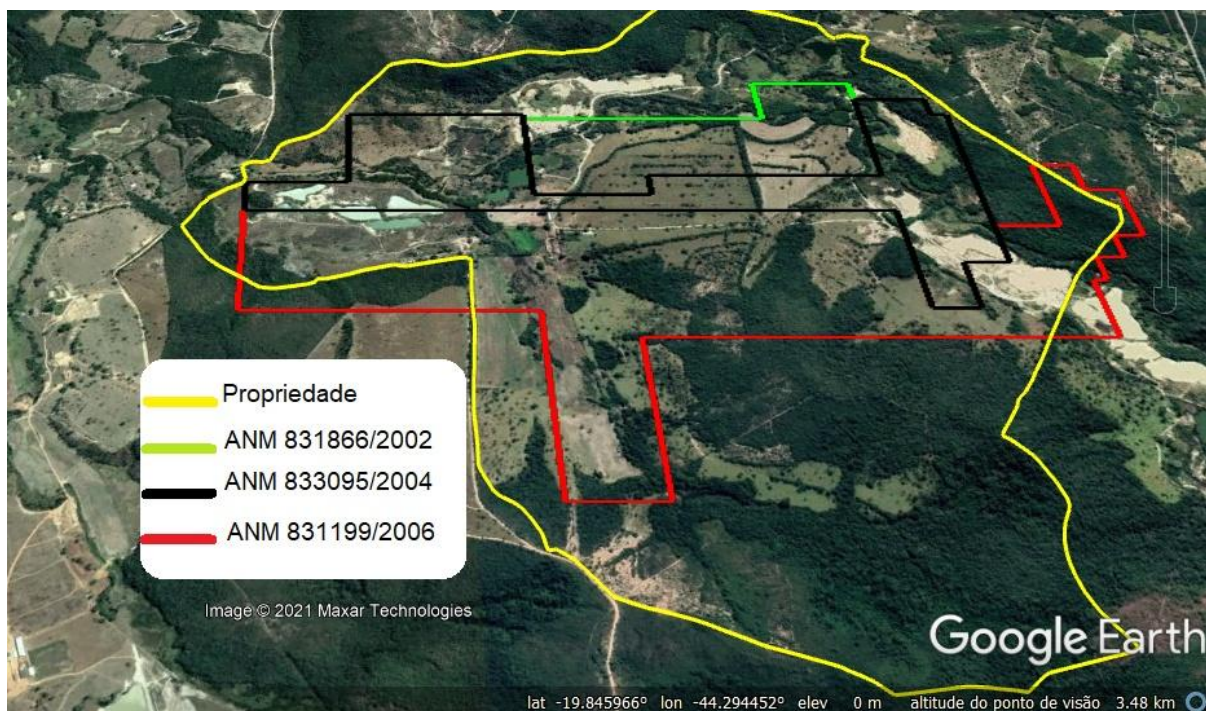 Propriedade
ANM 831866/2002
ANM 833095/2004
ANM 831199/2006
Image © 2021 Maxar Technologies
Google Earth
lat -19.845966° lon -44.294452° elev 0 m altitude do ponto de visão 3.48 km